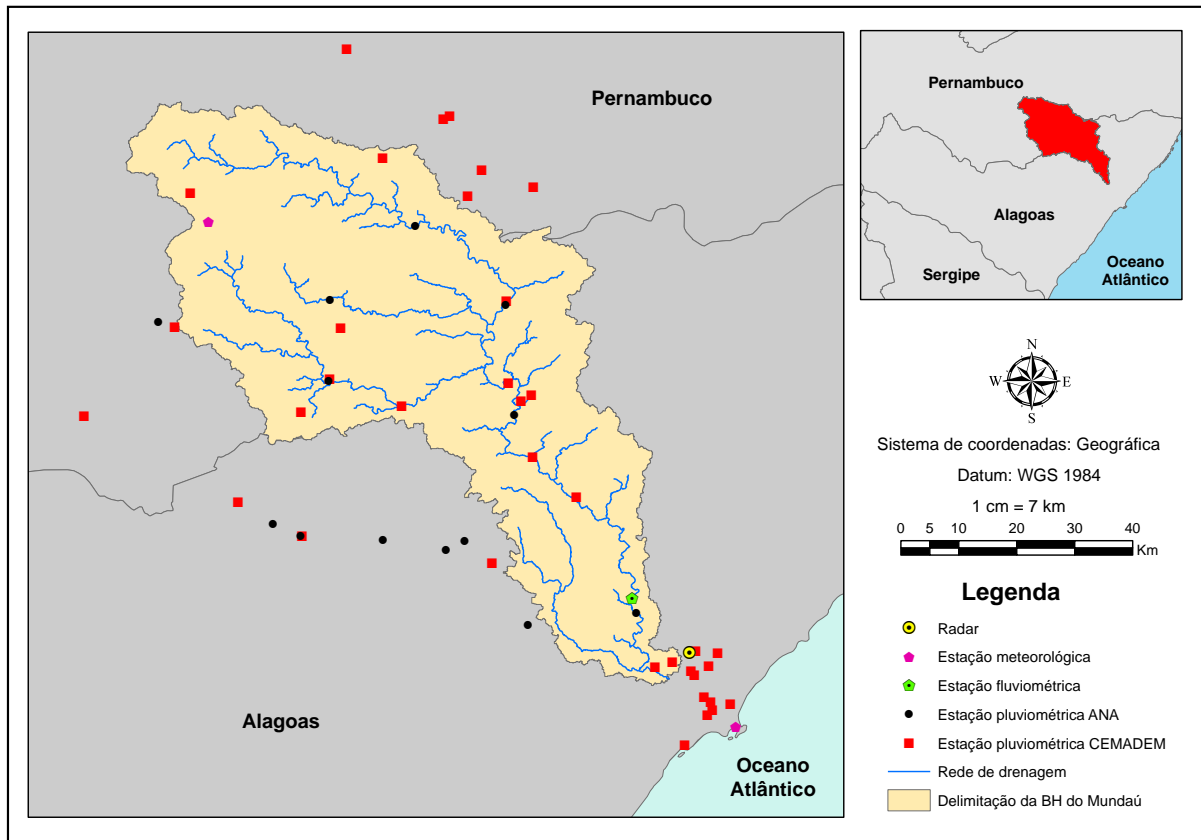 Pernambuco
Alagoas
Oceano
Atlântico
Pernambuco
Alagoas
Sergipe
Oceano
Atlântico
N
W
E
S
Sistema de coordenadas: Geográfica
Datum: WGS 1984
1 cm = 7 km
0 5 10 20 30 40
Km
Legenda
Radar
Estação meteorológica
Estação fluviométrica
Estação pluviométrica ANA
Estação pluviométrica CEMADEM
Rede de drenagem
Delimitação da BH do Mundaú